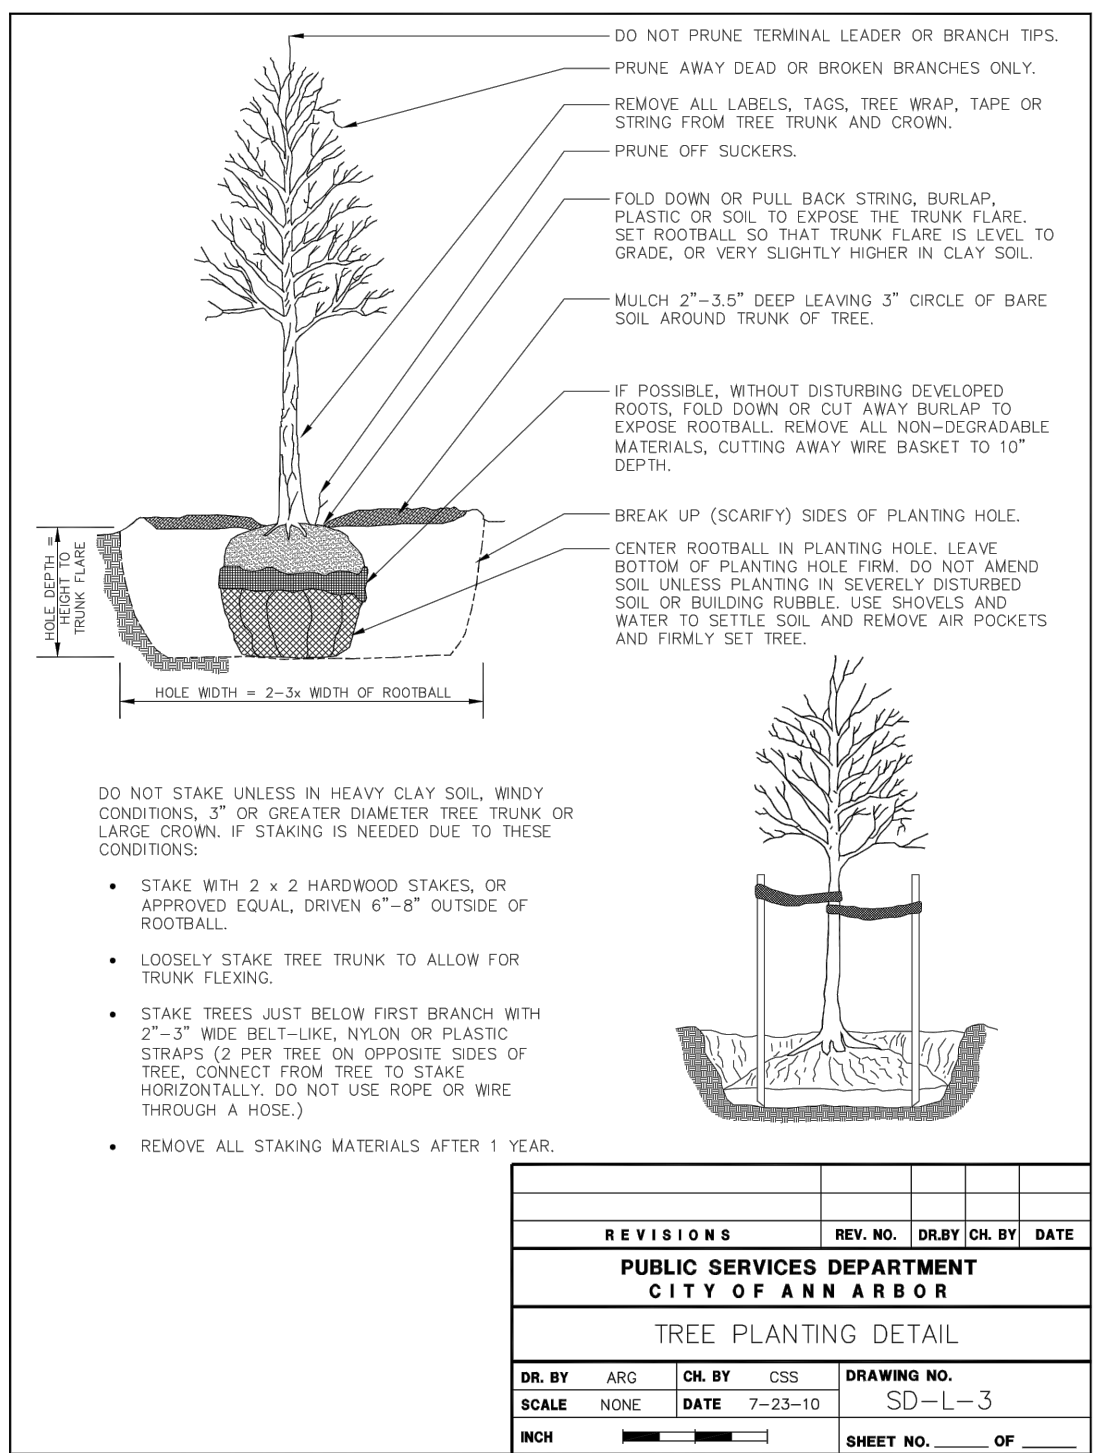 DO NOT PRUNE TERMINAL LEADER OR BRANCH TIPS.
PRUNE AWAY DEAD OR BROKEN BRANCHES ONLY.
REMOVE ALL LABELS, TAGS, TREE WRAP, TAPE OR
STRING FROM TREE TRUNK AND CROWN.
PRUNE OFF SUCKERS.
FOLD DOWN OR PULL BACK STRING, BURLAP,
PLASTIC OR SOIL TO EXPOSE THE TRUNK FLARE.
SET ROOTBALL SO THAT TRUNK FLARE IS LEVEL TO
GRADE, OR VERY SLIGHTLY HIGHER IN CLAY SOIL.
MULCH 2"-3.5" DEEP LEAVING 3" CIRCLE OF BARE
SOIL AROUND TRUNK OF TREE.
IF POSSIBLE, WITHOUT DISTURBING DEVELOPED
ROOTS, FOLD DOWN OR CUT AWAY BURLAP TO
EXPOSE ROOTBALL. REMOVE ALL NON-DEGRADABLE
MATERIALS, CUTTING AWAY WIRE BASKET TO 10"
DEPTH.
BREAK UP (SCARIFY) SIDES OF PLANTING HOLE.
CENTER ROOTBALL IN PLANTING HOLE. LEAVE
BOTTOM OF PLANTING HOLE FIRM. DO NOT AMEND
SOIL UNLESS PLANTING IN SEVERELY DISTURBED
SOIL OR BUILDING RUBBLE. USE SHOVELS AND
WATER TO SETTLE SOIL AND REMOVE AIR POCKETS
AND FIRMLY SET TREE.
HOLE DEPTH =
HEIGHT TO
TRUNK FLARE
HOLE WIDTH = 2-3x WIDTH OF ROOTBALL
DO NOT STAKE UNLESS IN HEAVY CLAY SOIL, WINDY
CONDITIONS, 3" OR GREATER DIAMETER TREE TRUNK OR
LARGE CROWN. IF STAKING IS NEEDED DUE TO THESE
CONDITIONS:
• STAKE WITH 2 x 2 HARDWOOD STAKES, OR
APPROVED EQUAL, DRIVEN 6"-8" OUTSIDE OF
ROOTBALL.
• LOOSELY STAKE TREE TRUNK TO ALLOW FOR
TRUNK FLEXING.
• STAKE TREES JUST BELOW FIRST BRANCH WITH
2"-3" WIDE BELT-LIKE, NYLON OR PLASTIC
STRAPS (2 PER TREE ON OPPOSITE SIDES OF
TREE, CONNECT FROM TREE TO STAKE
HORIZONTALLY. DO NOT USE ROPE OR WIRE
THROUGH A HOSE.)
• REMOVE ALL STAKING MATERIALS AFTER 1 YEAR.
REVISIONS REV. NO. DR.BY CH. BY DATE
PUBLIC SERVICES DEPARTMENT
CITY OF ANN ARBOR
TREE PLANTING DETAIL
DR. BY ARG CH. BY CSS DRAWING NO.
SCALE NONE DATE 7-23-10 SD-L-3
INCH SHEET NO. ______ OF ______